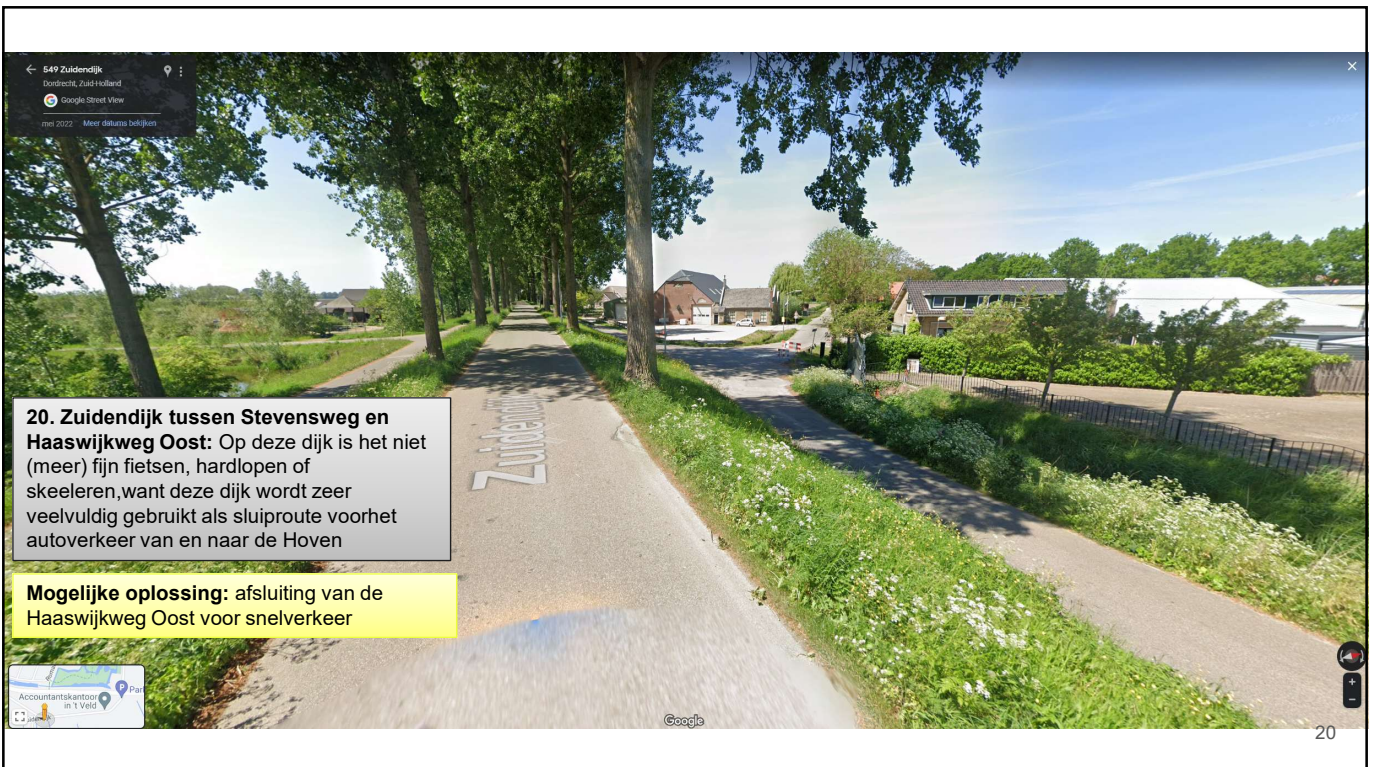 549 Zuidendijk
Dordrecht, Zuid-Holland
Google Street View
mei 2022 Meer datums bekijken
Zuidendijk
20. Zuidendijk tussen Stevensweg en
Haaswijkweg Oost: Op deze dijk is het niet
(meer) fijn fietsen, hardlopen of
skeeleren,want deze dijk wordt zeer
veelvuldig gebruikt als sluiproute voorhet
autoverkeer van en naar de Hoven
Mogelijke oplossing: afsluiting van de
Haaswijkweg Oost voor snelverkeer
Accountantskantoor
in 't Veld
Google
20